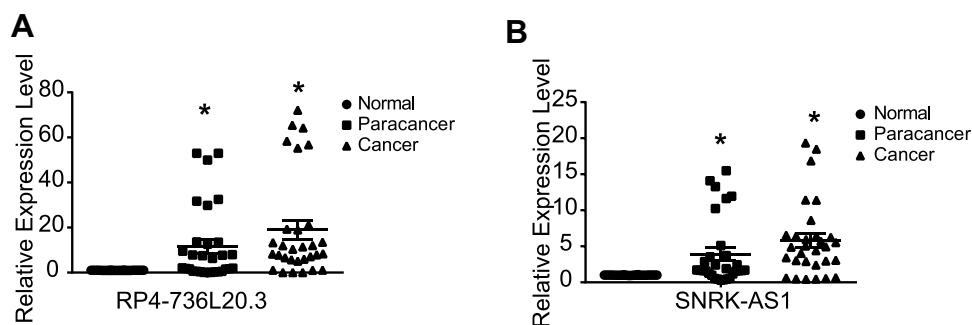 A
Relative Expression Level
80
60
40
20
0
*
*
Normal
Paracancer
Cancer
RP4-736L20.3
B
Relative Expression Level
25
20
15
10
5
0
*
*
Normal
Paracancer
Cancer
SNRK-AS1